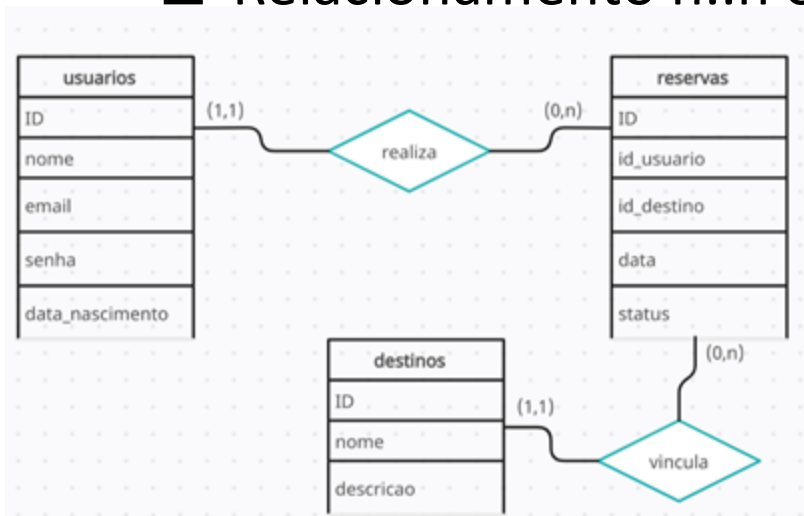 Relacionamento n..n
usuarios
ID
nome
email
senha
data_nascimento
(1,1)
realiza
(0,n)
reservas
ID
id_usuario
id_destino
data
status
(0,n)
destinos
ID
nome
descricao
(1,1)
vincula